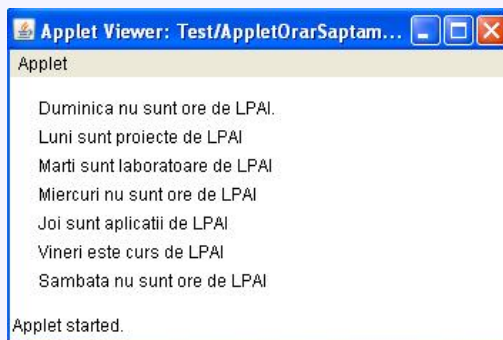 Applet Viewer: Test/AppletOrarSaptam...
Applet
Duminica nu sunt ore de LPAI.
Luni sunt proiecte de LPAI
Marti sunt laboratoare de LPAI
Miercuri nu sunt ore de LPAI
Joi sunt aplicatii de LPAI
Vineri este curs de LPAI
Sambata nu sunt ore de LPAI
Applet started.